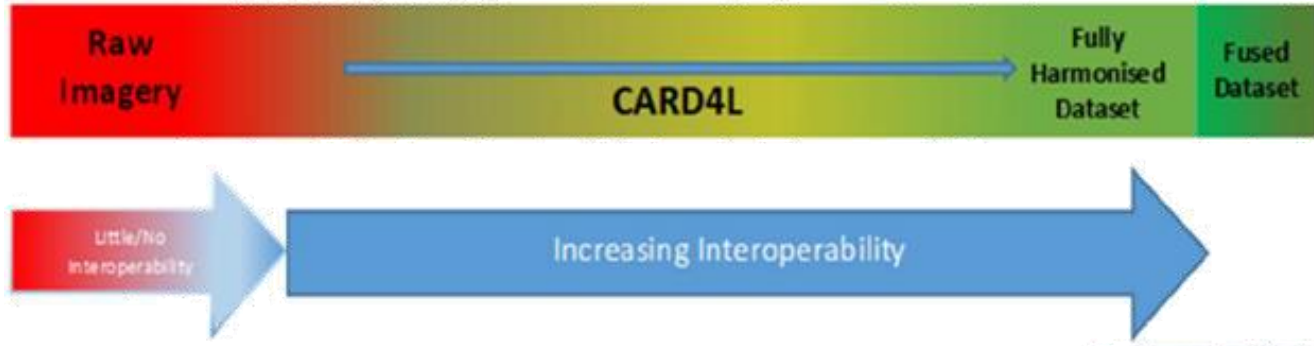 Raw
Imagery
CARD4L
Fully
Harmonised
Dataset
Fused
Dataset
Little/No
Interoperability
Increasing Interoperability